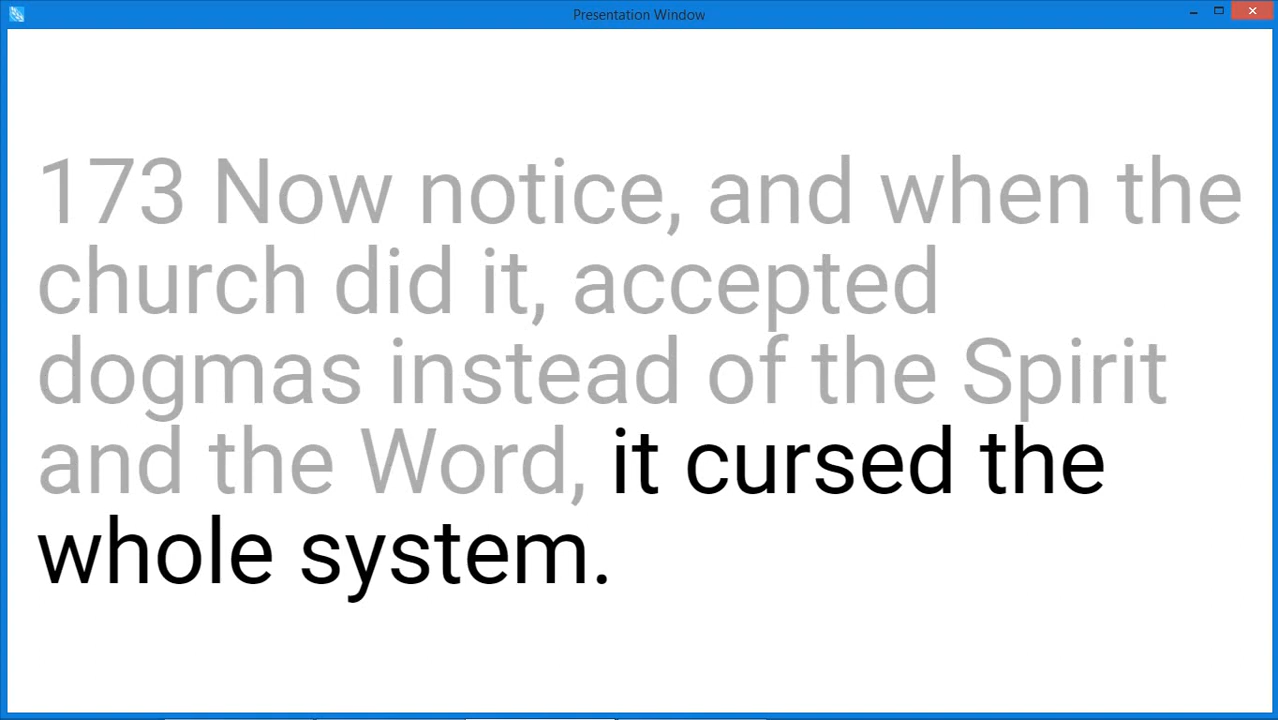 Presentation Window
173 Now notice, and when the
church did it, accepted
dogmas instead of the Spirit
and the Word, it cursed the
whole system.